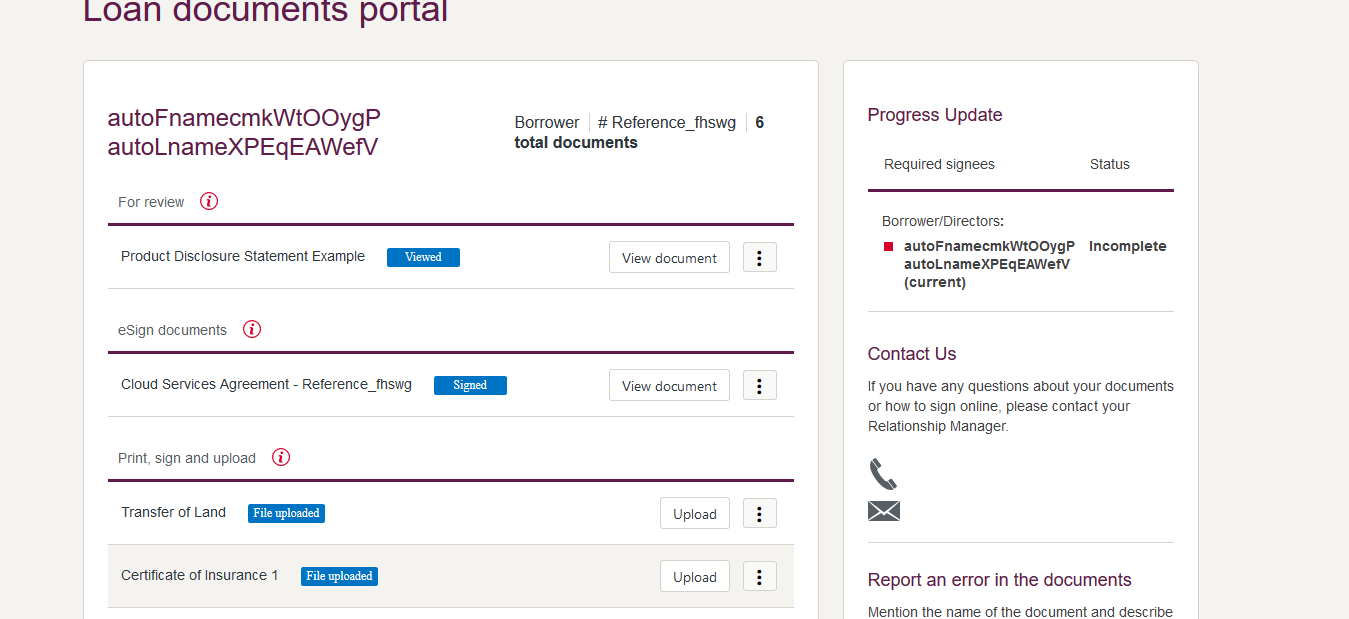 Loan documents portal
autoFnamecmkWtOOygP
autoLnameXPEqEAWefV
Borrower # Reference_fhswg 6
total documents
For review
Product Disclosure Statement Example Viewed View document
eSign documents
Cloud Services Agreement - Reference_fhswg Signed View document
Print, sign and upload
Transfer of Land File uploaded Upload
Certificate of Insurance 1 File uploaded Upload
Progress Update
Required signees Status
Borrower/Directors:
autoFnamecmkWtOOygP Incomplete
autoLnameXPEqEAWefV
(current)
Contact Us
If you have any questions about your documents
or how to sign online, please contact your
Relationship Manager.
Report an error in the documents
Mention the name of the document and describe